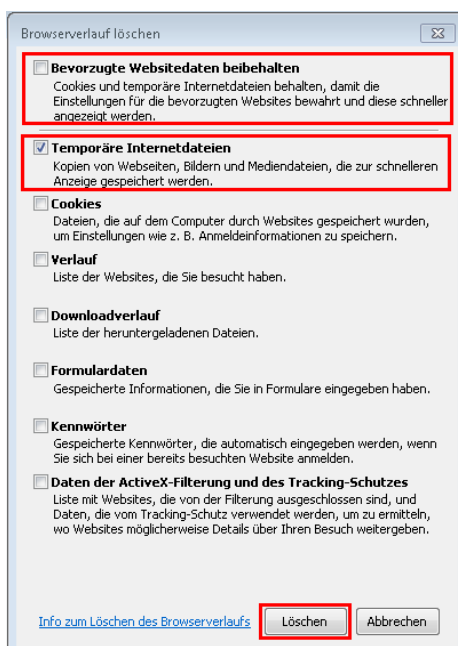 Browserverlauf löschen
Bevorzugte Websitedaten beibehalten
Cookies und temporäre Internetdateien behalten, damit die
Einstellungen für die bevorzugten Websites bewahrt und diese schneller
angezeigt werden.
Temporäre Internetdateien
Kopien von Webseiten, Bildern und Mediendateien, die zur schnelleren
Anzeige gespeichert werden.
Cookies
Dateien, die auf dem Computer durch Websites gespeichert wurden,
um Einstellungen wie z. B. Anmeldeinformationen zu speichern.
Verlauf
Liste der Websites, die Sie besucht haben.
Downloadverlauf
Liste der heruntergeladenen Dateien.
Formulardaten
Gespeicherte Informationen, die Sie in Formulare eingegeben haben.
Kennwörter
Gespeicherte Kennwörter, die automatisch eingegeben werden, wenn
Sie sich bei einer bereits besuchten Website anmelden.
Daten der ActiveX-Filterung und des Tracking-Schutzes
Liste mit Websites, die von der Filterung ausgeschlossen sind, und
Daten, die vom Tracking-Schutz verwendet werden, um zu ermitteln,
wo Websites möglicherweise Details über Ihren Besuch weitergeben.
Info zum Löschen des Browserverlaufs Löschen Abbrechen